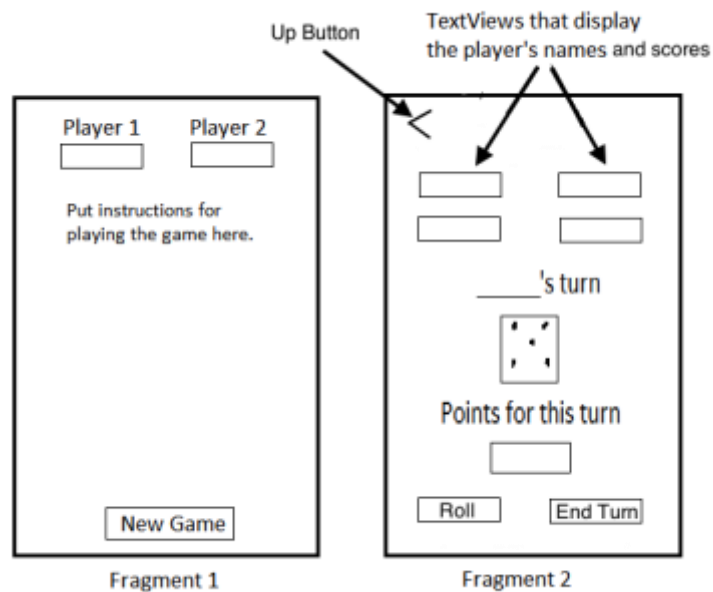 Up Button
TextViews that display
the player's names and scores
Player 1 Player 2
Put instructions for
playing the game here.
New Game
Fragment 1
<
_____'s turn
Points for this turn
Roll End Turn
Fragment 2